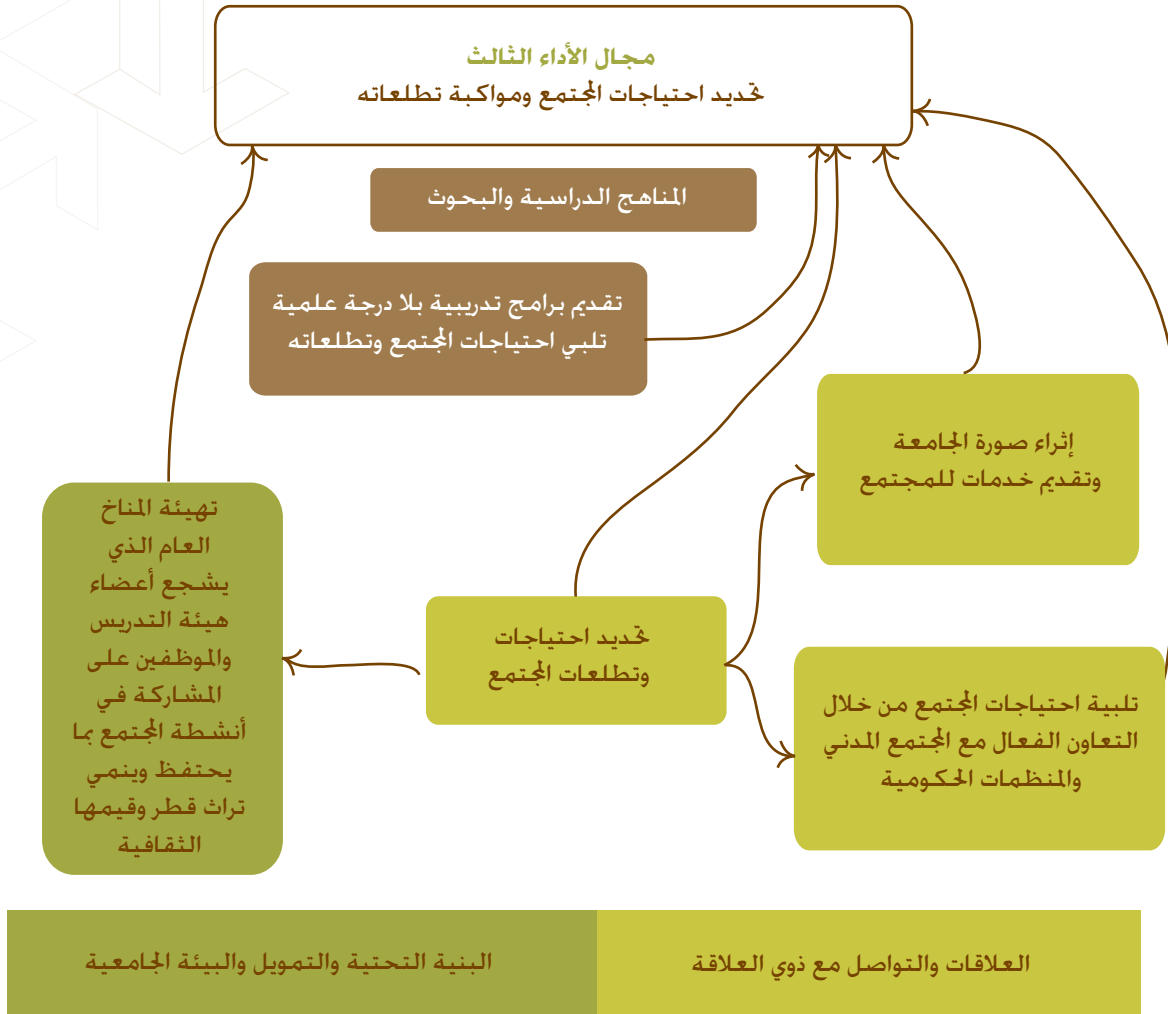 مجال الأداء الثالث
تحديد احتياجات المجتمع ومواكبة تطلعاته
المناهج الدراسية والبحوث
تقديم برامج تدريبية بلا درجة علمية
تلبي احتياجات المجتمع وتطلعاته
إثراء صورة الجامعة
وتقديم خدمات للمجتمع
تهيئة المناخ
العام الذي
يشجع أعضاء
هيئة التدريس
والموظفين على
المشاركة في
أنشطة المجتمع بما
يحتفظ وينمي
تراث قطر وقيمها
الثقافية
تحديد احتياجات
وتطلعات المجتمع
تلبية احتياجات المجتمع من خلال
التعاون الفعال مع المجتمع المدني
والمنظمات الحكومية
العلاقات والتواصل مع ذوي العلاقة
البنية التحتية والتمويل والبيئة الجامعية